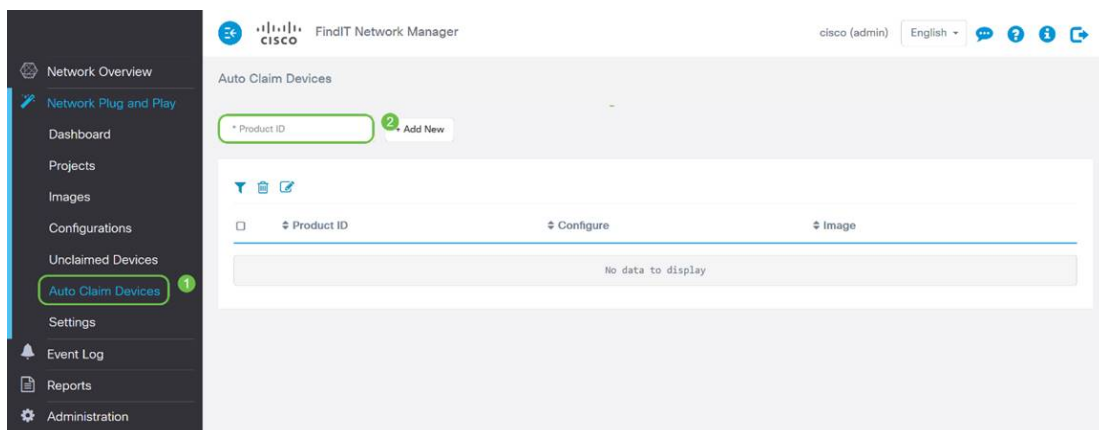 CISCO FindIT Network Manager cisco (admin) English
Network Overview
Network Plug and Play
Dashboard
Projects
Images
Configurations
Unclaimed Devices
Auto Claim Devices 1
Settings
Event Log
Reports
Administration
Auto Claim Devices
* Product ID 2 + Add New
Product ID Configure Image
No data to display